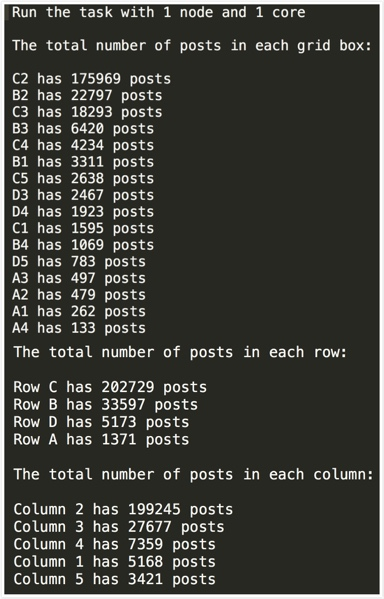 Run the task with 1 node and 1 core
The total number of posts in each grid box:
C2 has 175969 posts
B2 has 22797 posts
C3 has 18293 posts
B3 has 6420 posts
C4 has 4234 posts
B1 has 3311 posts
C5 has 2638 posts
D3 has 2467 posts
D4 has 1923 posts
C1 has 1595 posts
B4 has 1069 posts
D5 has 783 posts
A3 has 497 posts
A2 has 479 posts
A1 has 262 posts
A4 has 133 posts
The total number of posts in each row:
Row C has 202729 posts
Row B has 33597 posts
Row D has 5173 posts
Row A has 1371 posts
The total number of posts in each column:
Column 2 has 199245 posts
Column 3 has 27677 posts
Column 4 has 7359 posts
Column 1 has 5168 posts
Column 5 has 3421 posts